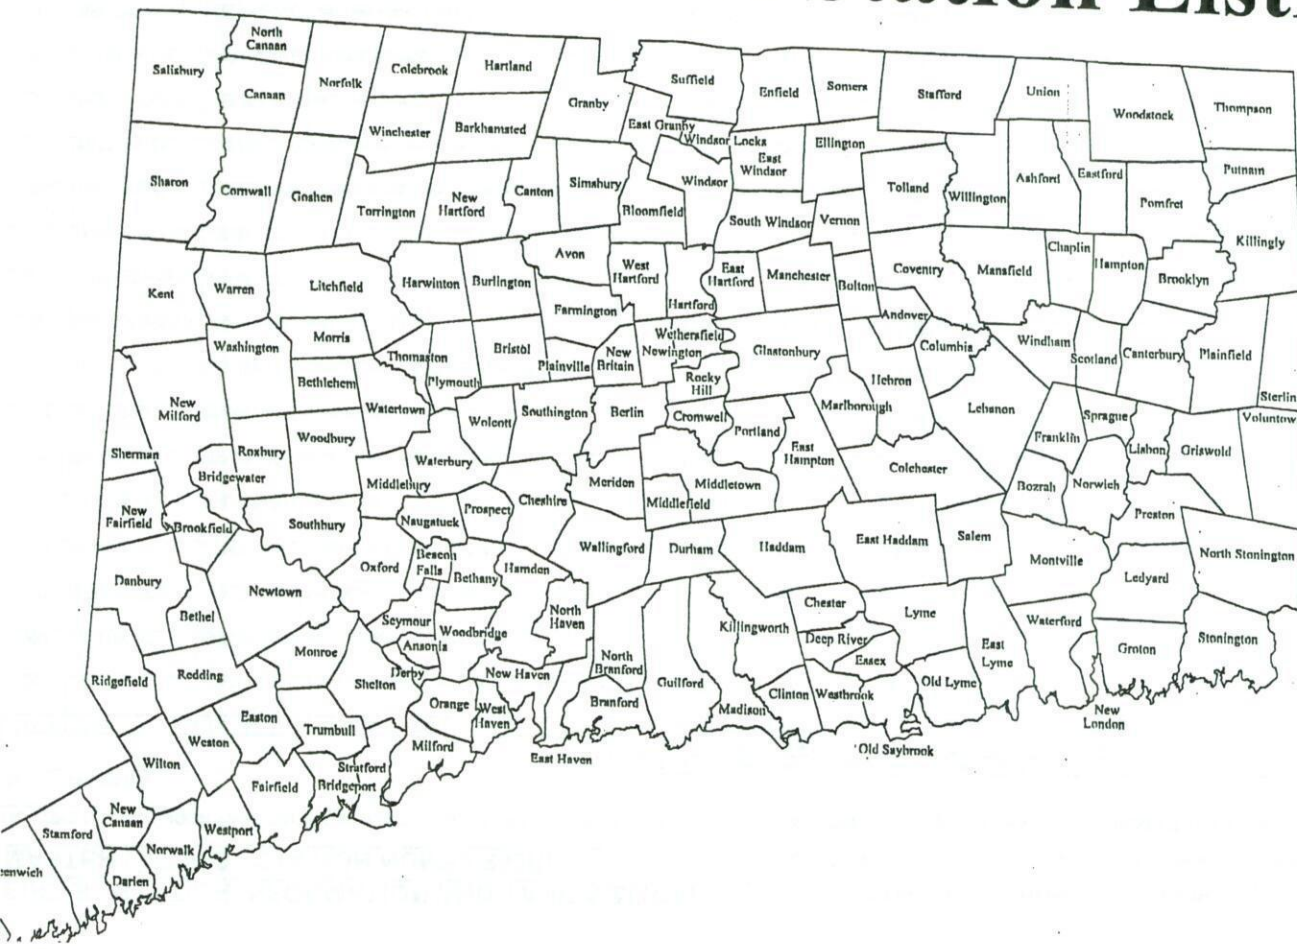 North
Canaan
Salisbury
Canaan
Norfolk
Colebrook
Hartland
Granby
Suffield
Enfield
Somers
Stafford
Union
Woodstock
Thompson
Winchester
Barkhamsted
East Granby
Windsor Locks
East
Windsor
Ellington
Sharon
Cornwall
Goshen
Torrington
New
Hartford
Canton
Simsbury
Bloomfield
Windsor
South Windsor
Vernon
Tolland
Willington
Ashford
Eastford
Pomfret
Putnam
Killingly
Kent
Warren
Litchfield
Harwinton
Burlington
Avon
Farmington
West
Hartford
Hartford
East
Hartford
Manchester
Bolton
Coventry
Andover
Mansfield
Chaplin
Hampton
Brooklyn
Washington
Morris
Bethlehem
Thomaston
Plymouth
Bristol
Plainville
New
Britain
Newington
Wethersfield
Rocky
Hill
Glastonbury
Hebron
Columbia
Windham
Scotland
Canterbury
Plainfield
Sterlin
Voluntow
New
Milford
Sherman
Roxbury
Woodbury
Watertown
Wolcott
Southington
Berlin
Cromwell
Portland
Marlborough
East
Hampton
Lebanon
Colchester
Franklin
Sprague
Lisbon
Griswold
Bridgewater
Waterbury
Middlebury
Meriden
Middletown
Middlefield
Bozrah
Norwich
Preston
New
Fairfield
Brookfield
Southbury
Naugatuck
Prospect
Cheshire
Wallingford
Durham
Haddam
East Haddam
Salem
Montville
North Stonington
Danbury
Bethel
Newtown
Oxford
Beacon
Falls
Bethany
Hamden
North
Haven
Chester
Lyme
Ledyard
Seymour
Woodbridge
Ansonia
Killingworth
Deep River
Essex
East
Lyme
Waterford
Groton
Stonington
Ridgefield
Redding
Monroe
Shelton
Derby
New Haven
North
Branford
Guilford
Branford
Madison
Clinton
Westbrook
Old Lyme
New
London
Easton
Trumbull
Orange
West
Haven
Milford
East Haven
Old Saybrook
Wilton
Weston
Fairfield
Stratford
Bridgeport
New
Canaan
Stamford
Norwalk
Westport
Darien
enwich